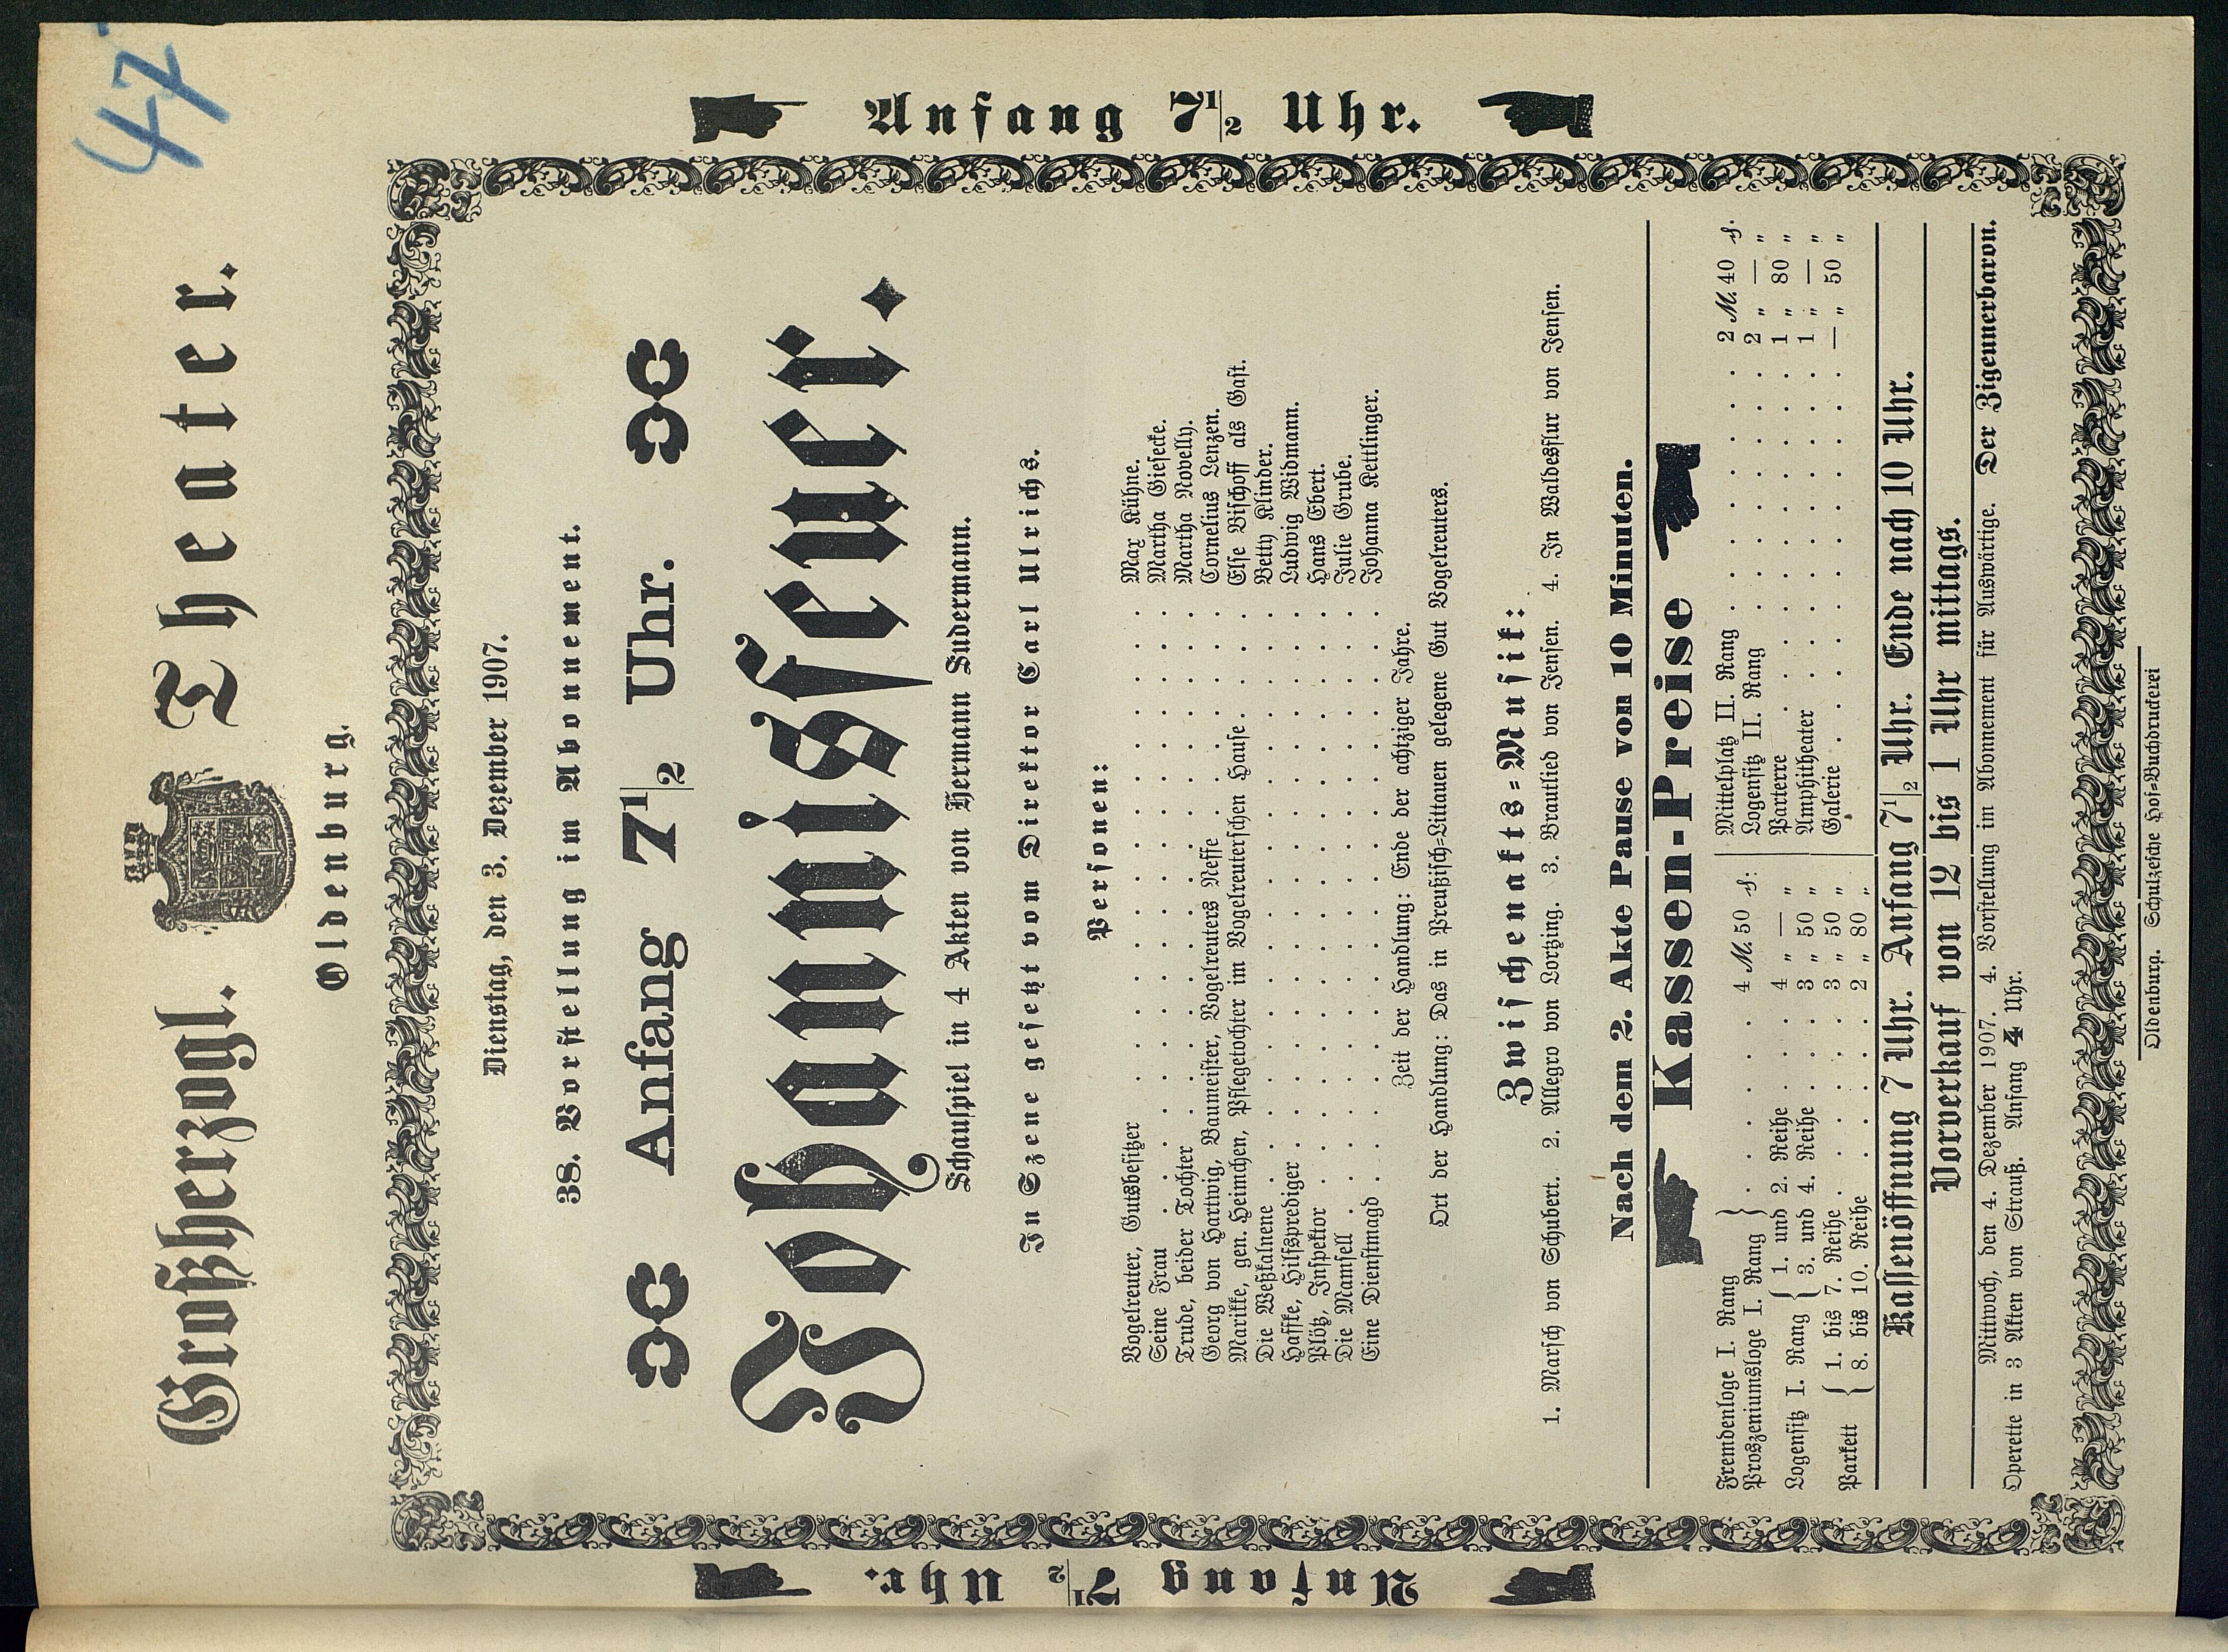 47
Großherzogl. Theater.
Oldenburg.
Anfang 7½ Uhr.
Anfang 7½ Uhr.
Dienstag, den 3. Dezember 1907.
38. Vorstellung im Abonnement.
Anfang 7½ Uhr.
Johannisfeuer.
Schauspiel in 4 Akten von Hermann Sudermann.
In Szene gesetzt vom Direktor Carl Ulrichs.
Personen:
Vogelreuter, Gutsbesitzer . . . . . Max Kühne.
Seine Frau . . . . . Martha Giesecke.
Trude, beider Tochter . . . . . Martha Novelly.
Georg von Hartwig, Baumeister, Vogelreuters Neffe . . . . . Cornelius Lenzen.
Marikke, gen. Heimchen, Pflegetochter im Vogelreuterschen Hause . . . . . Else Bischoff als Gast.
Die Weßkalnene . . . . . Betty Klinder.
Haffke, Hilfsprediger . . . . . Ludwig Widmann.
Plötz, Inspektor . . . . . Hans Ebert.
Die Mamsell . . . . . Julie Grube.
Eine Dienstmagd . . . . . Johanna Kettlinger.
Zeit der Handlung: Ende der achtziger Jahre.
Ort der Handlung: Das in Preußisch-Littauen gelegene Gut Vogelreuters.
Zwischenakts-Musik:
1. Marsch von Schubert. 2. Allegro von Lortzing. 3. Brautlied von Jensen. 4. In Waldesflur von Jensen.
Nach dem 2. Akte Pause von 10 Minuten.
Kassen-Preise
Fremdenloge I. Rang
Proszeniumsloge I. Rang } . . . . . 4 M. 50 ₰:
Logensitz I. Rang { 1. und 2. Reihe . . . . 4 " — "
3. und 4. Reihe . . . . 3 " 50 "
Parkett { 1. bis 7. Reihe . . . . . 3 " 50 "
8. bis 10. Reihe . . . . . 2 " 80 "
Mittelplatz II. Rang . . . . . 2 M. 40 ₰.
Logensitz II. Rang . . . . . 2 " — "
Parterre . . . . . 1 " 80 "
Amphitheater . . . . . 1 " — "
Galerie . . . . . — " 50 "
Kassenöffnung 7 Uhr. Anfang 7½ Uhr. Ende nach 10 Uhr.
Vorverkauf von 12 bis 1 Uhr mittags.
Mittwoch, den 4. Dezember 1907. 4. Vorstellung im Abonnement für Auswärtige. Der Zigeunerbaron.
Operette in 3 Akten von Strauß. Anfang 4 Uhr.
Oldenburg. Schulzesche Hof-Buchdruckerei